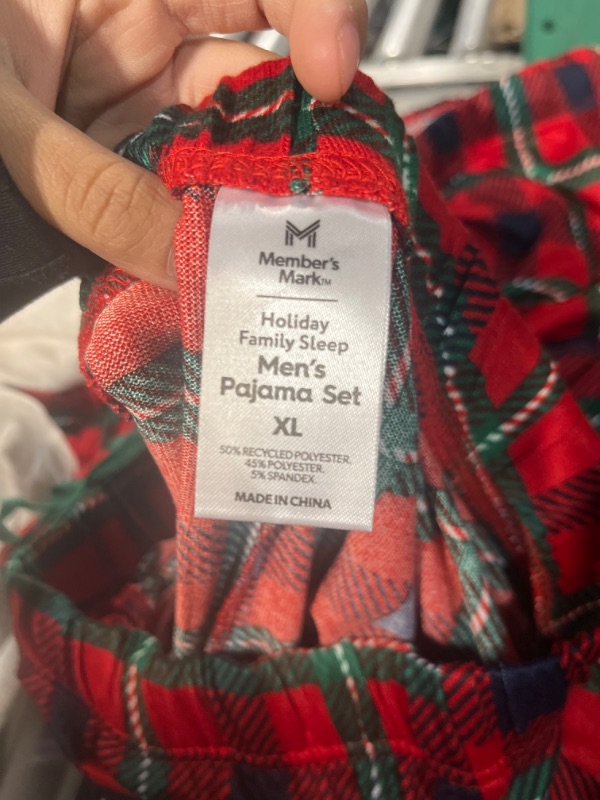 Member's
Mark™
Holiday
Family Sleep
Men's
Pajama Set
XL
50% RECYCLED POLYESTER,
45% POLYESTER,
5% SPANDEX.
MADE IN CHINA